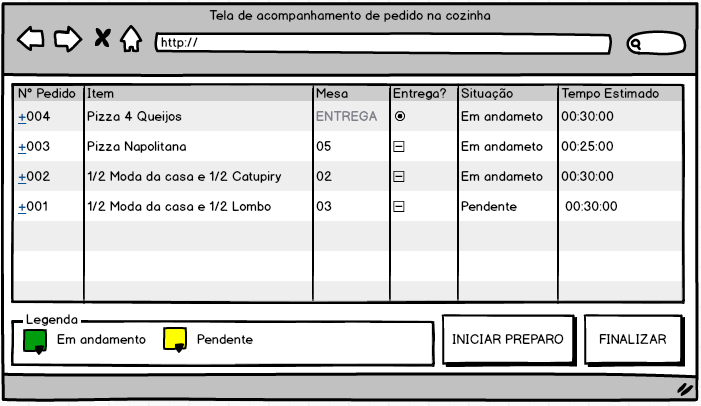 Tela de acompanhamento de pedido na cozinha
http://
Nº Pedido Item Mesa Entrega? Situação Tempo Estimado
+004 Pizza 4 Queijos ENTREGA Em andameto 00:30:00
+003 Pizza Napolitana 05 Em andameto 00:25:00
+002 1/2 Moda da casa e 1/2 Catupiry 02 Em andameto 00:30:00
+001 1/2 Moda da casa e 1/2 Lombo 03 Pendente 00:30:00
Legenda
Em andamento Pendente INICIAR PREPARO FINALIZAR